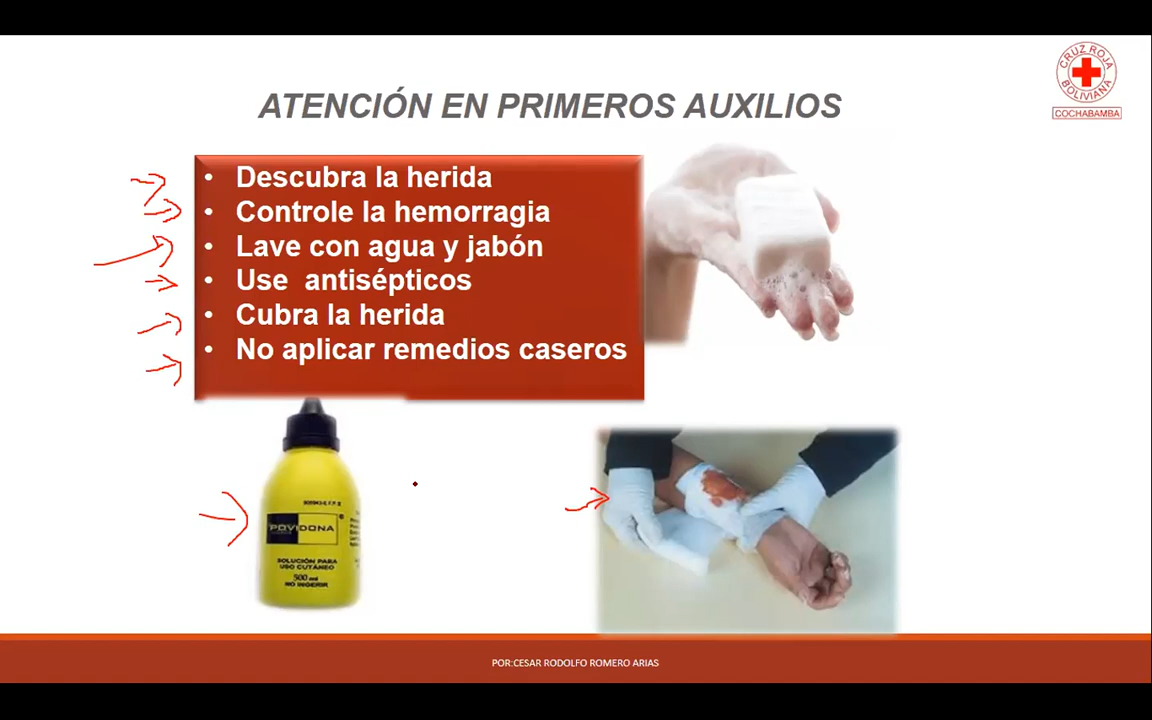 CRUZ ROJA
BOLIVIANA
COCHABAMBA
ATENCIÓN EN PRIMEROS AUXILIOS
• Descubra la herida
• Controle la hemorragia
• Lave con agua y jabón
• Use antisépticos
• Cubra la herida
• No aplicar remedios caseros
POVIDONA
SOLUCIÓN PARA
USO CUTÁNEO
500 ml
NO INGERIR
POR:CESAR RODOLFO ROMERO ARIAS